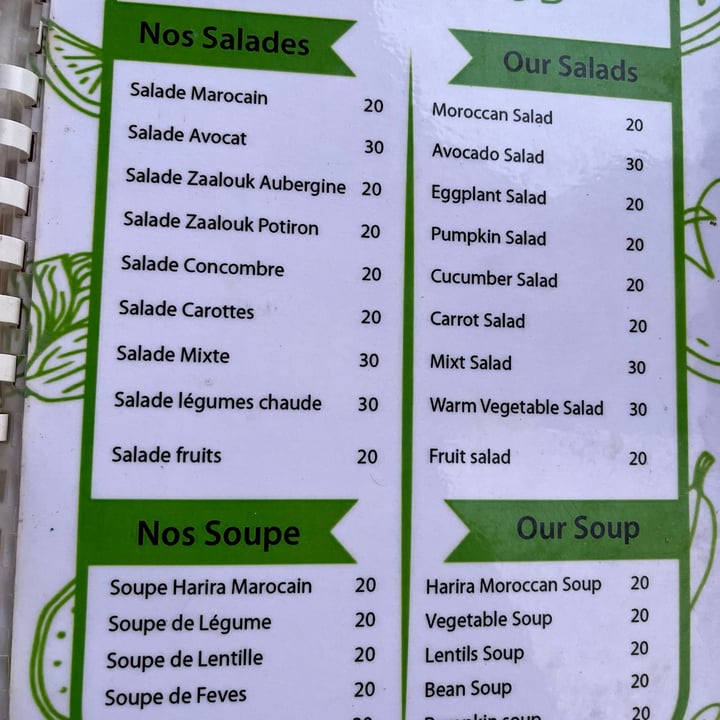 Nos Salades
Salade Marocain 20
Salade Avocat 30
Salade Zaalouk Aubergine 20
Salade Zaalouk Potiron 20
Salade Concombre 20
Salade Carottes 20
Salade Mixte 30
Salade légumes chaude 30
Salade fruits 20
Nos Soupe
Soupe Harira Marocain 20
Soupe de Légume 20
Soupe de Lentille 20
Soupe de Feves 20
Our Salads
Moroccan Salad 20
Avocado Salad 30
Eggplant Salad 20
Pumpkin Salad 20
Cucumber Salad 20
Carrot Salad 20
Mixt Salad 30
Warm Vegetable Salad 30
Fruit salad 20
Our Soup
Harira Moroccan Soup 20
Vegetable Soup 20
Lentils Soup 20
Bean Soup 20
Pumpkin soup 20